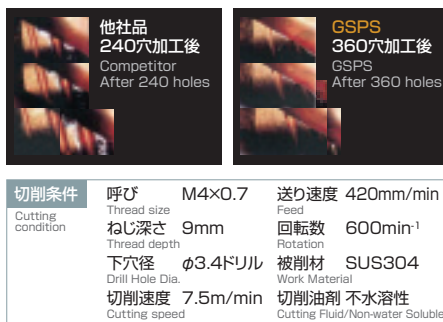 他社品
240穴加工後
Competitor
After 240 holes
GSPS
360穴加工後
GSPS
After 360 holes
切削条件
Cutting
condition
呼び M4×0.7 送り速度 420mm/min
Thread size Feed
ねじ深さ 9mm 回転数 600min-1
Thread depth Rotation
下穴径 φ3.4ドリル 被削材 SUS304
Drill Hole Dia. Work Material
切削速度 7.5m/min 切削油剤 不水溶性
Cutting speed Cutting Fluid/Non-water Soluble